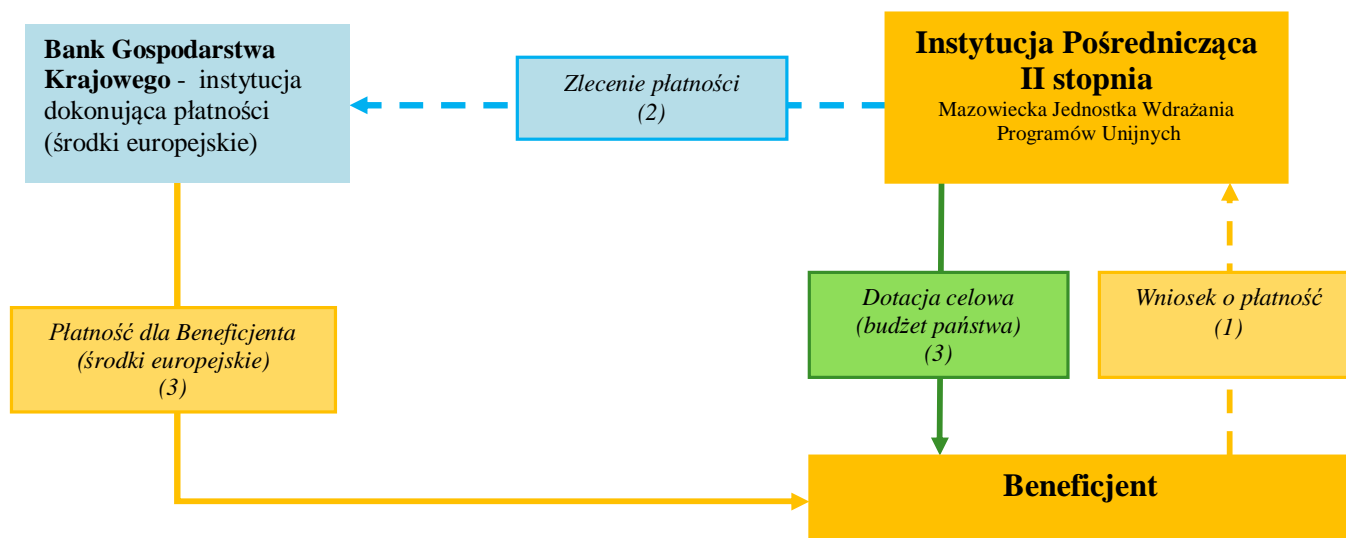 Bank Gospodarstwa
Krajowego - instytucja
dokonująca płatności
(środki europejskie)
Zlecenie płatności
(2)
Instytucja Pośrednicząca
II stopnia
Mazowiecka Jednostka Wdrażania
Programów Unijnych
Płatność dla Beneficjenta
(środki europejskie)
(3)
Dotacja celowa
(budżet państwa)
(3)
Wniosek o płatność
(1)
Beneficjent